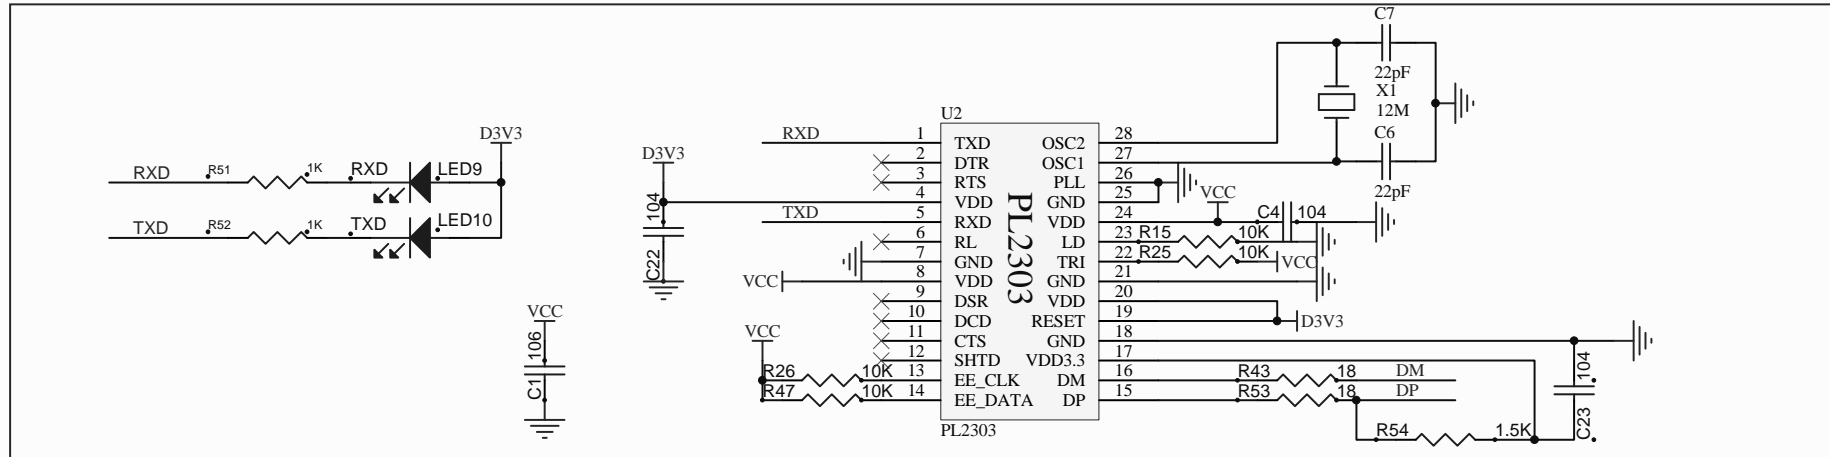 C7
22pF
X1
12M
C6
22pF
U2
D3V3
RXD R51 1K RXD LED9
TXD R52 1K TXD LED10
D3V3
104
C22
VCC
106
C1
RXD 1 TXD OSC2 28
2 DTR OSC1 27
3 RTS PLL 26
4 VDD GND 25
TXD 5 RXD VDD 24 VCC C4 104
6 RL LD 23 R15 10K
7 GND TRI 22 R25 10K VCC
VCC 8 VDD GND 21
9 DSR VDD 20
10 DCD RESET 19 D3V3
11 CTS GND 18
12 SHTD VDD3.3 17
VCC
R26 10K 13 EE_CLK DM 16 R43 18 DM
R47 10K 14 EE_DATA DP 15 R53 18 DP
PL2303
PL2303
R54 1.5K
104
C23